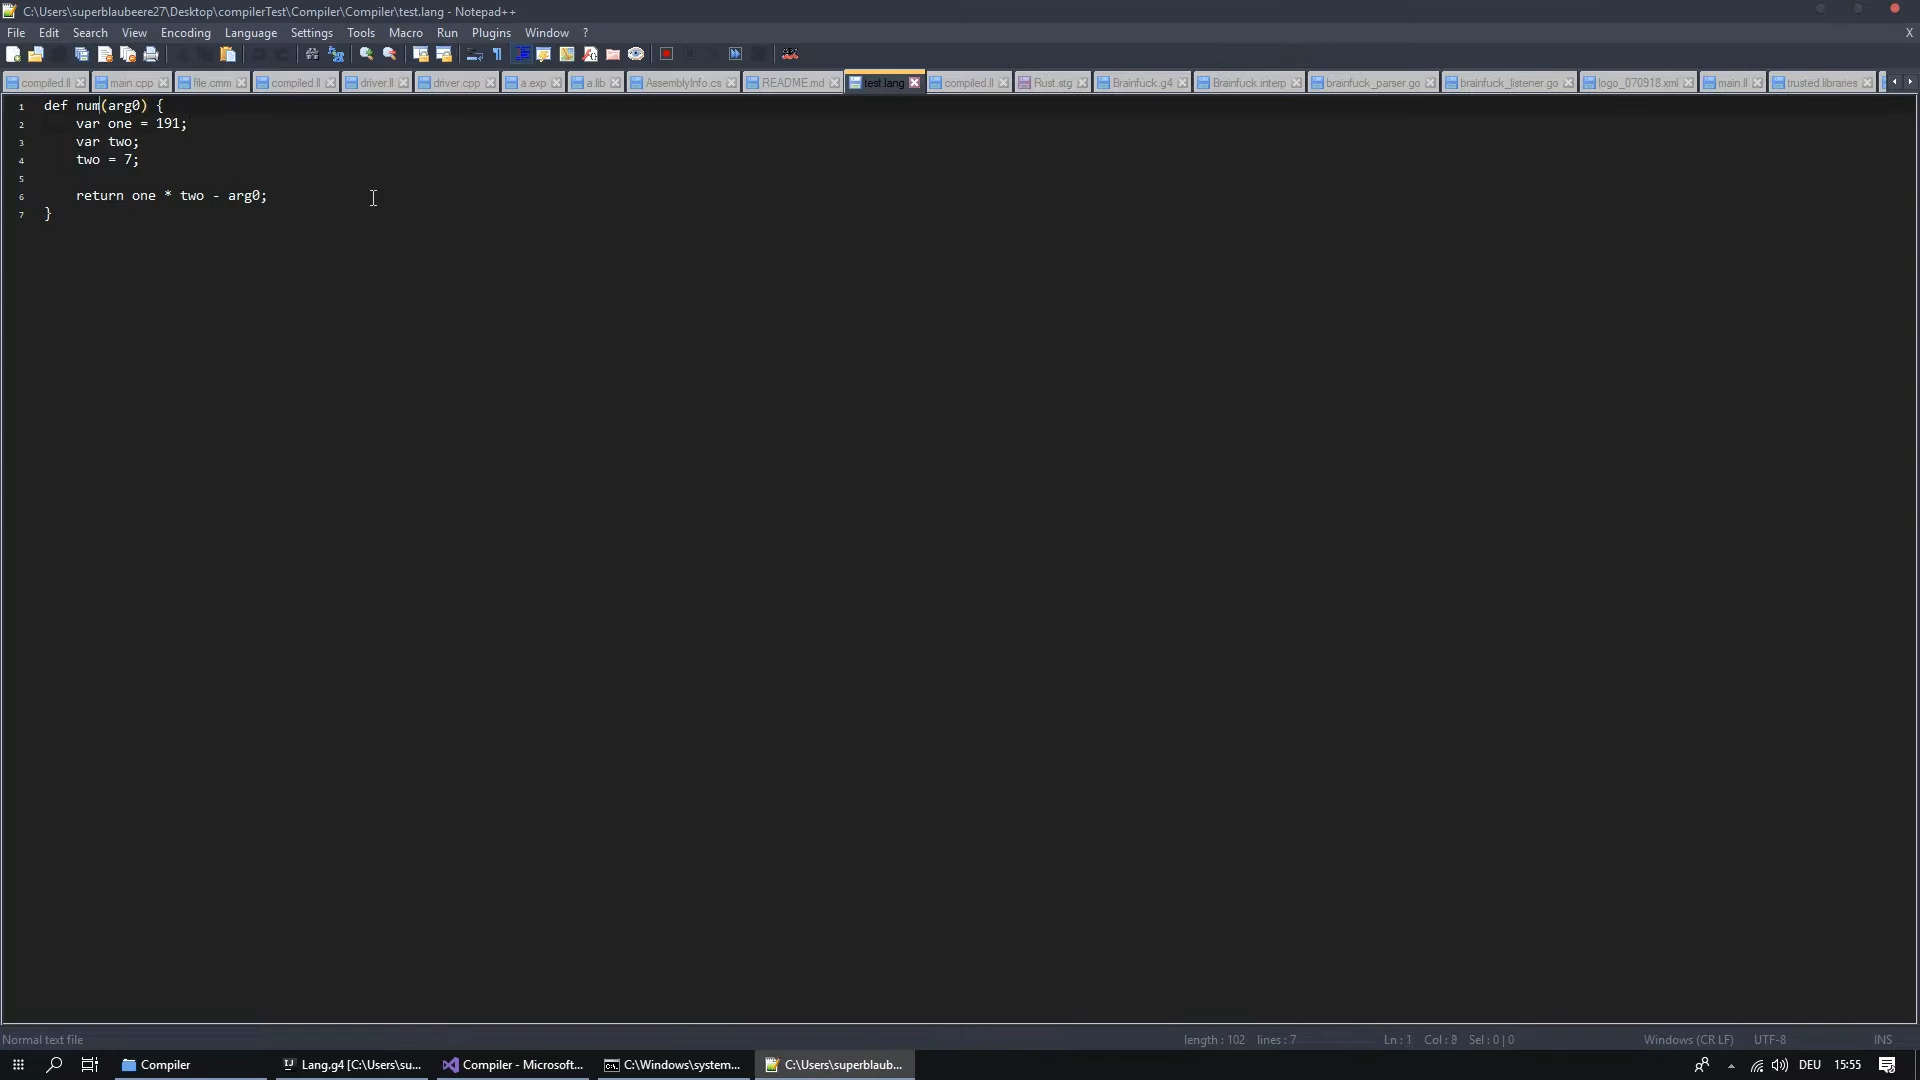 C:\Users\superblaubeere27\Desktop\compilerTest\Compiler\Compiler\test.lang - Notepad++
File Edit Search View Encoding Language Settings Tools Macro Run Plugins Window ? X
compiled.ll main.cpp file.cmm compiled.ll driver.ll driver.cpp a.exp a.lib AssemblyInfo.cs README.md test.lang compiled.ll Rust.stg Brainfuck.g4 Brainfuck.interp brainfuck_parser.go brainfuck_listener.go logo_070918.xml main.ll trusted.libraries
1 def num(arg0) {
2 var one = 191;
3 var two;
4 two = 7;
5
6 return one * two - arg0;
7 }
Normal text file length : 102 lines : 7 Ln : 1 Col : 8 Sel : 0 | 0 Windows (CR LF) UTF-8 INS
Compiler Lang.g4 [C:\Users\su... Compiler - Microsoft... C:\Windows\system... C:\Users\superblaub... DEU 15:55